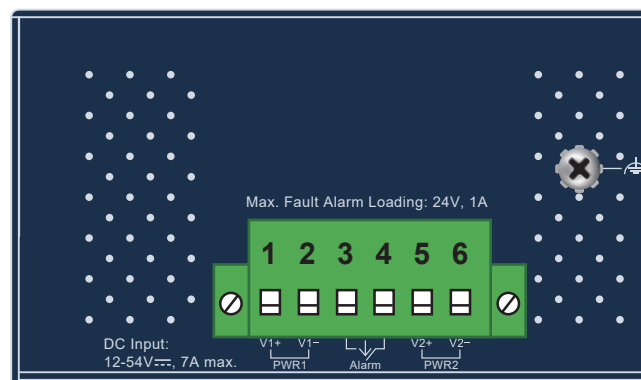 Max. Fault Alarm Loading: 24V, 1A
1 2 3 4 5 6
V1+ V1− V2+ V2−
DC Input:
12-54V⎓, 7A max.
PWR1 Alarm PWR2